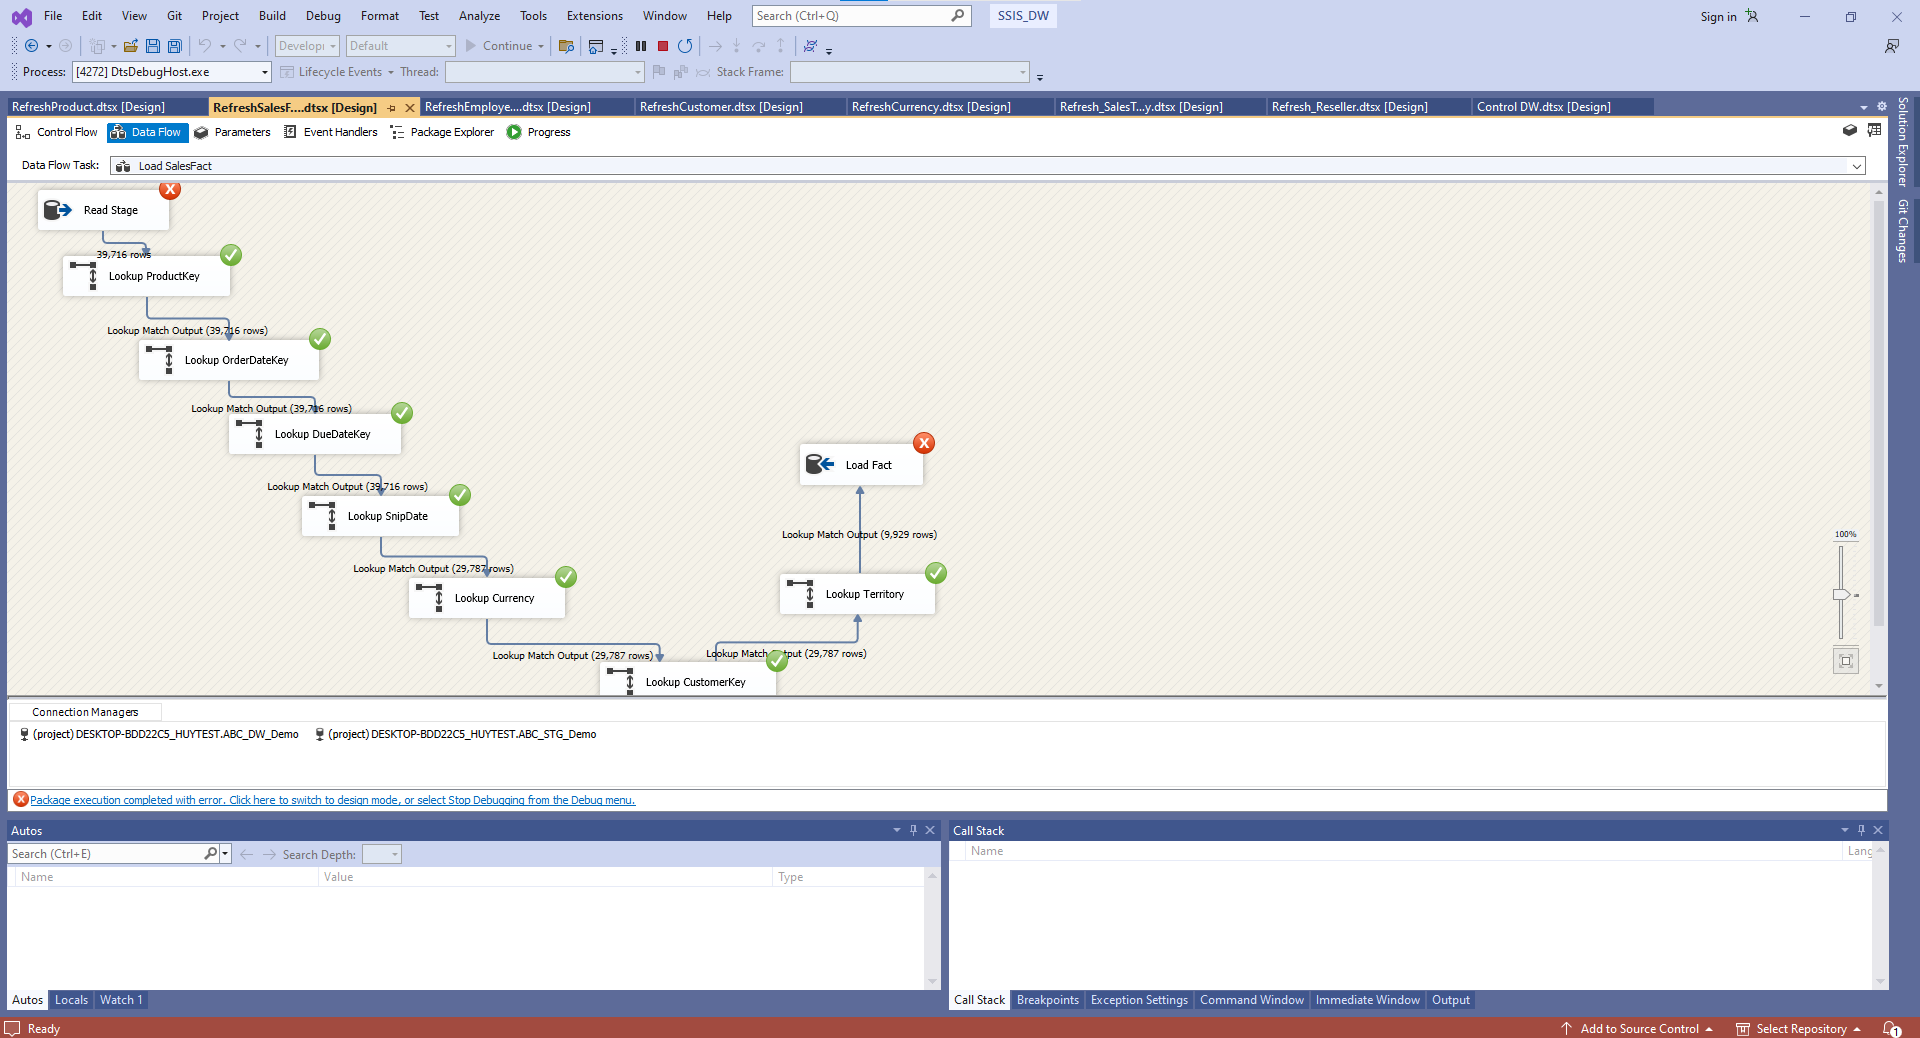 File Edit View Git Project Build Debug Format Test Analyze Tools Extensions Window Help Search (Ctrl+Q) SSIS_DW Sign in
Developi Default Continue
Process: [4272] DtsDebugHost.exe Lifecycle Events Thread: Stack Frame:
RefreshProduct.dtsx [Design] RefreshSalesF....dtsx [Design] RefreshEmploye....dtsx [Design] RefreshCustomer.dtsx [Design] RefreshCurrency.dtsx [Design] Refresh_SalesT...y.dtsx [Design] Refresh_Reseller.dtsx [Design] Control DW.dtsx [Design]
Control Flow Data Flow Parameters Event Handlers Package Explorer Progress
Data Flow Task: Load SalesFact
Solution Explorer
Git Changes
Read Stage
39,716 rows
Lookup ProductKey
Lookup Match Output (39,716 rows)
Lookup OrderDateKey
Lookup Match Output (39,716 rows)
Lookup DueDateKey
Lookup Match Output (39,716 rows)
Lookup SnipDate
Lookup Match Output (29,787 rows)
Lookup Currency
Lookup Match Output (29,787 rows)
Lookup CustomerKey
Lookup Match Output (29,787 rows)
Lookup Territory
Lookup Match Output (9,929 rows)
Load Fact
100%
Connection Managers
(project) DESKTOP-BDD22C5_HUYTEST.ABC_DW_Demo (project) DESKTOP-BDD22C5_HUYTEST.ABC_STG_Demo
Package execution completed with error. Click here to switch to design mode, or select Stop Debugging from the Debug menu.
Autos
Search (Ctrl+E) Search Depth:
Name Value Type
Autos Locals Watch 1
Call Stack
Name Lang
Call Stack Breakpoints Exception Settings Command Window Immediate Window Output
Ready Add to Source Control Select Repository 1